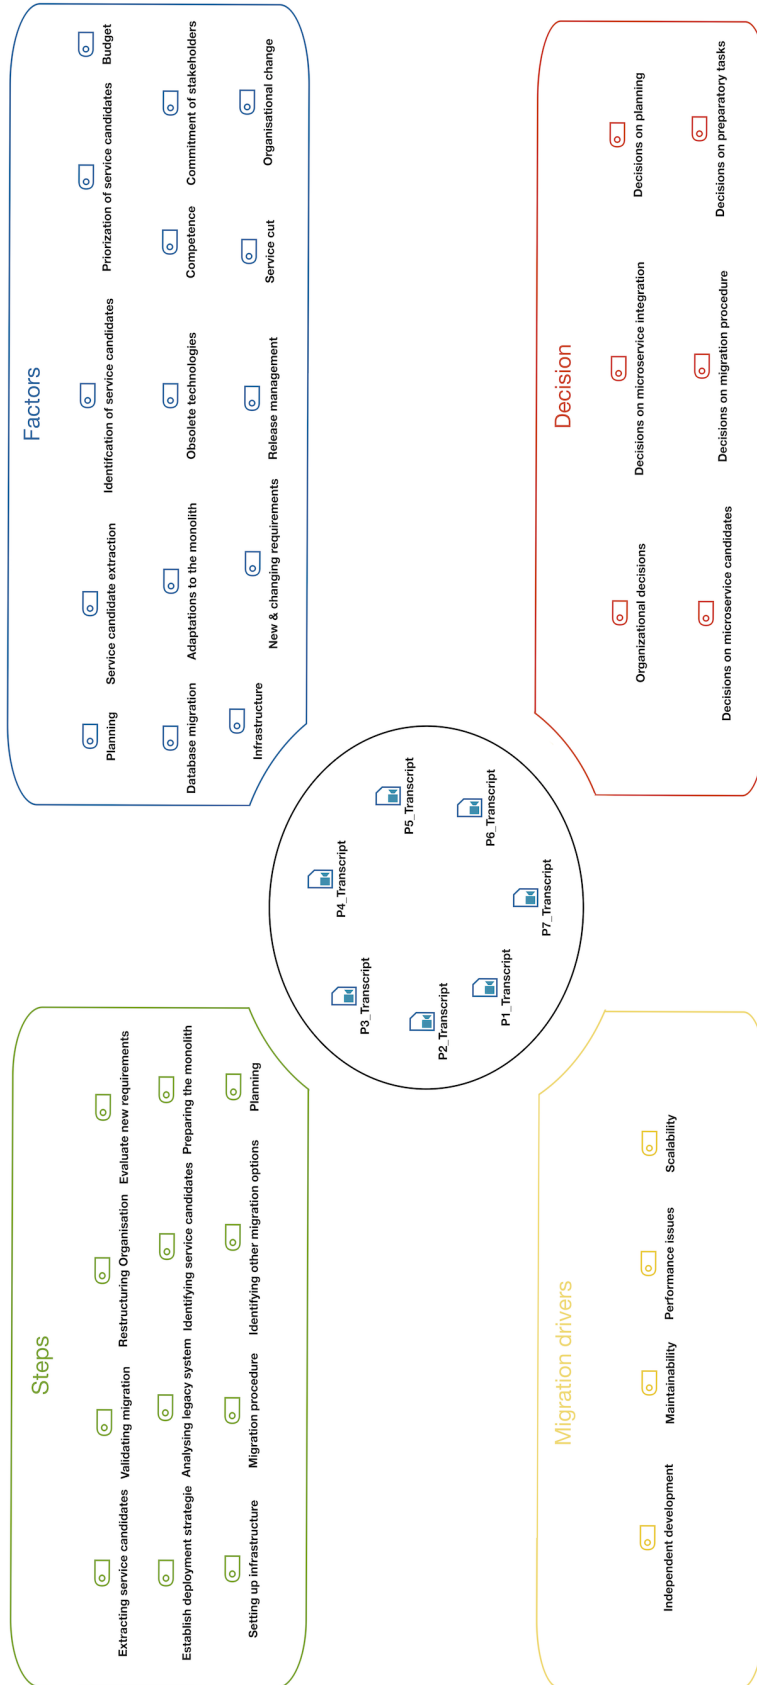 Steps
Extracting service candidates
Validating migration
Restructuring Organisation
Evaluate new requirements
Establish deployment strategie
Analysing legacy system
Identifying service candidates
Preparing the monolith
Setting up infrastructure
Migration procedure
Identifying other migration options
Planning
Factors
Planning
Service candidate extraction
Identifcation of service candidates
Priorization of service candidates
Budget
Database migration
Adaptations to the monolith
Obsolete technologies
Competence
Commitment of stakeholders
Infrastructure
New & changing requirements
Release management
Service cut
Organisational change
P4_Transcript
P3_Transcript
P5_Transcript
P2_Transcript
P6_Transcript
P1_Transcript
P7_Transcript
Migration drivers
Independent development
Maintainability
Performance issues
Scalability
Decision
Organizational decisions
Decisions on microservice integration
Decisions on planning
Decisions on microservice candidates
Decisions on migration procedure
Decisions on preparatory tasks